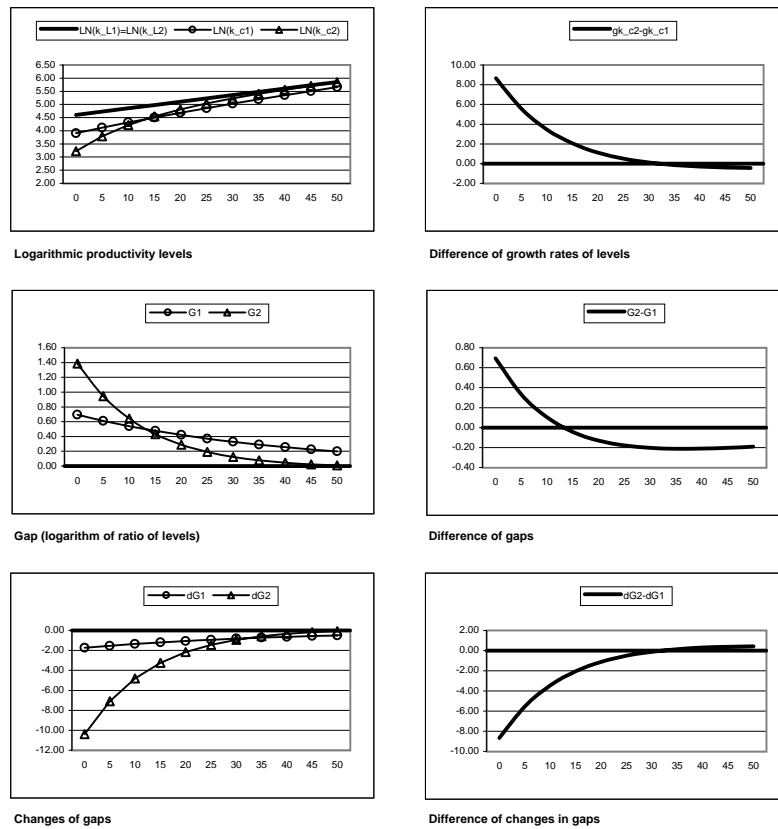 LN(k_L1)=LN(k_L2) LN(k_c1) LN(k_c2)
6.50
6.00
5.50
5.00
4.50
4.00
3.50
3.00
2.50
2.00
0 5 10 15 20 25 30 35 40 45 50
Logarithmic productivity levels
gk_c2-gk_c1
10.00
8.00
6.00
4.00
2.00
0.00
-2.00
0 5 10 15 20 25 30 35 40 45 50
Difference of growth rates of levels
G1 G2
1.60
1.40
1.20
1.00
0.80
0.60
0.40
0.20
0.00
0 5 10 15 20 25 30 35 40 45 50
Gap (logarithm of ratio of levels)
G2-G1
0.80
0.60
0.40
0.20
0.00
-0.20
-0.40
0 5 10 15 20 25 30 35 40 45 50
Difference of gaps
dG1 dG2
0.00
-2.00
-4.00
-6.00
-8.00
-10.00
-12.00
0 5 10 15 20 25 30 35 40 45 50
Changes of gaps
dG2-dG1
2.00
0.00
-2.00
-4.00
-6.00
-8.00
-10.00
0 5 10 15 20 25 30 35 40 45 50
Difference of changes in gaps